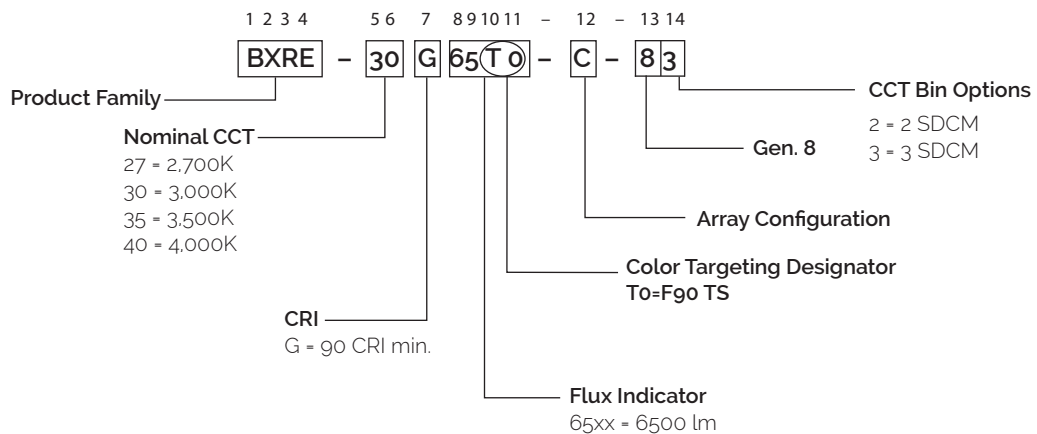 1 2 3 4 5 6 7 8 9 10 11 – 12 – 13 14
BXRE – 30 G 65T0 – C – 8 3
Product Family
CCT Bin Options
2 = 2 SDCM
3 = 3 SDCM
Nominal CCT
27 = 2,700K
30 = 3,000K
35 = 3,500K
40 = 4,000K
Gen. 8
Array Configuration
Color Targeting Designator
T0=F90 TS
CRI
G = 90 CRI min.
Flux Indicator
65xx = 6500 lm